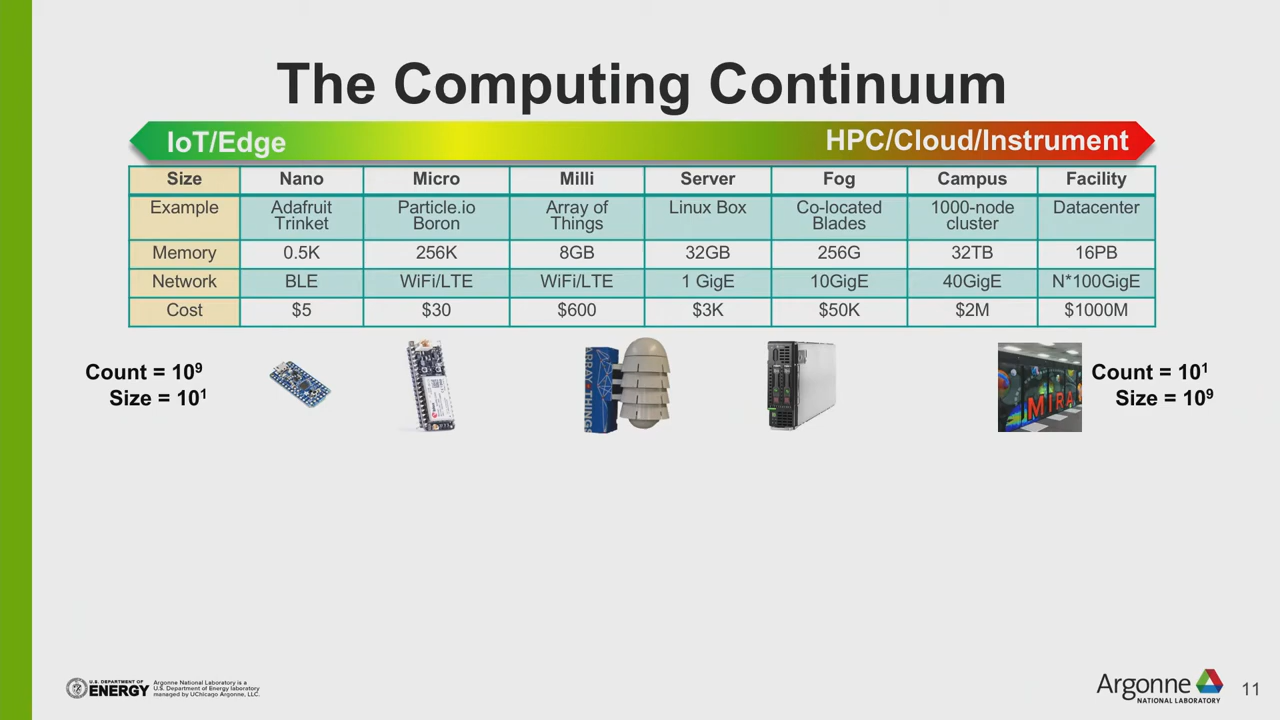 The Computing Continuum
IoT/Edge HPC/Cloud/Instrument
Size Nano Micro Milli Server Fog Campus Facility
Example Adafruit Trinket Particle.io Boron Array of Things Linux Box Co-located Blades 1000-node cluster Datacenter
Memory 0.5K 256K 8GB 32GB 256G 32TB 16PB
Network BLE WiFi/LTE WiFi/LTE 1 GigE 10GigE 40GigE N*100GigE
Cost $5 $30 $600 $3K $50K $2M $1000M
Count = 10⁹
Size = 10¹
MIRA
Count = 10¹
Size = 10⁹
U.S. DEPARTMENT OF
ENERGY
Argonne National Laboratory is a
U.S. Department of Energy laboratory
managed by UChicago Argonne, LLC.
Argonne
NATIONAL LABORATORY
11